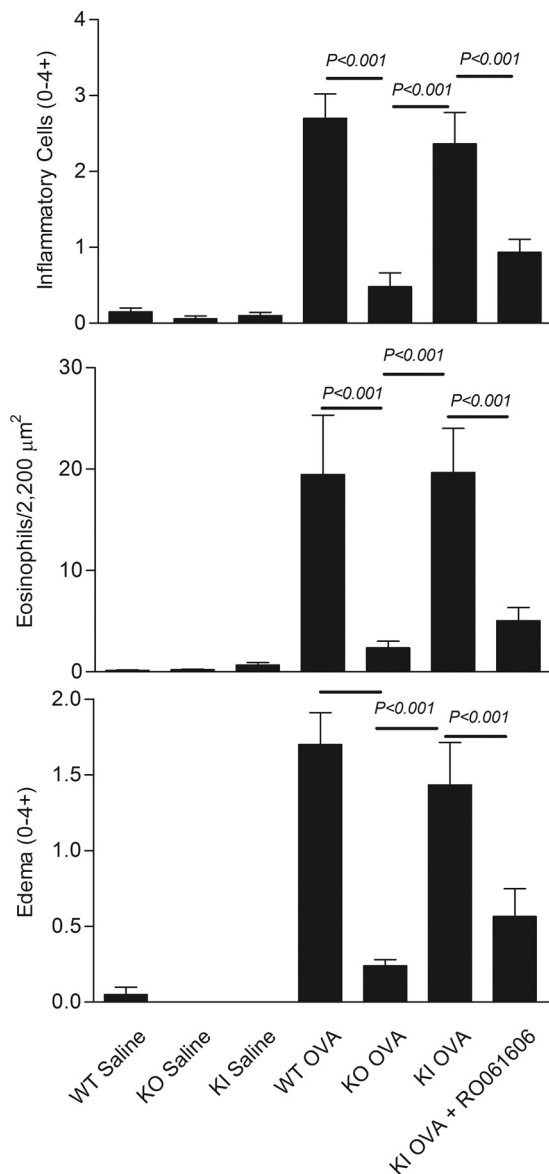 Inflammatory Cells (0-4+)
4
3
2
1
0
P<0.001
P<0.001
P<0.001
Eosinophils/2,200 µm²
30
20
10
0
P<0.001
P<0.001
P<0.001
Edema (0-4+)
2.0
1.5
1.0
0.5
0.0
P<0.001
P<0.001
WT Saline
KO Saline
KI Saline
WT OVA
KO OVA
KI OVA
KI OVA + RO061606